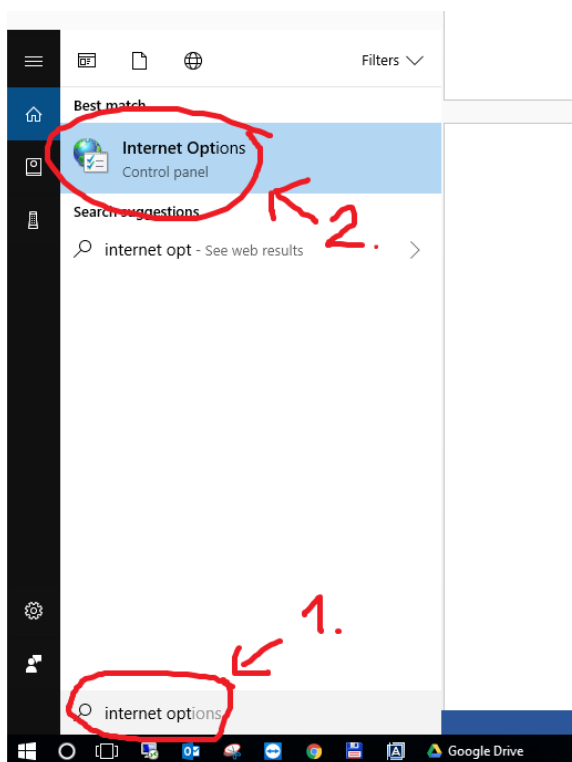 Filters
Best match
Internet Options
Control panel
Search suggestions
internet opt - See web results
2.
1.
internet options
Google Drive